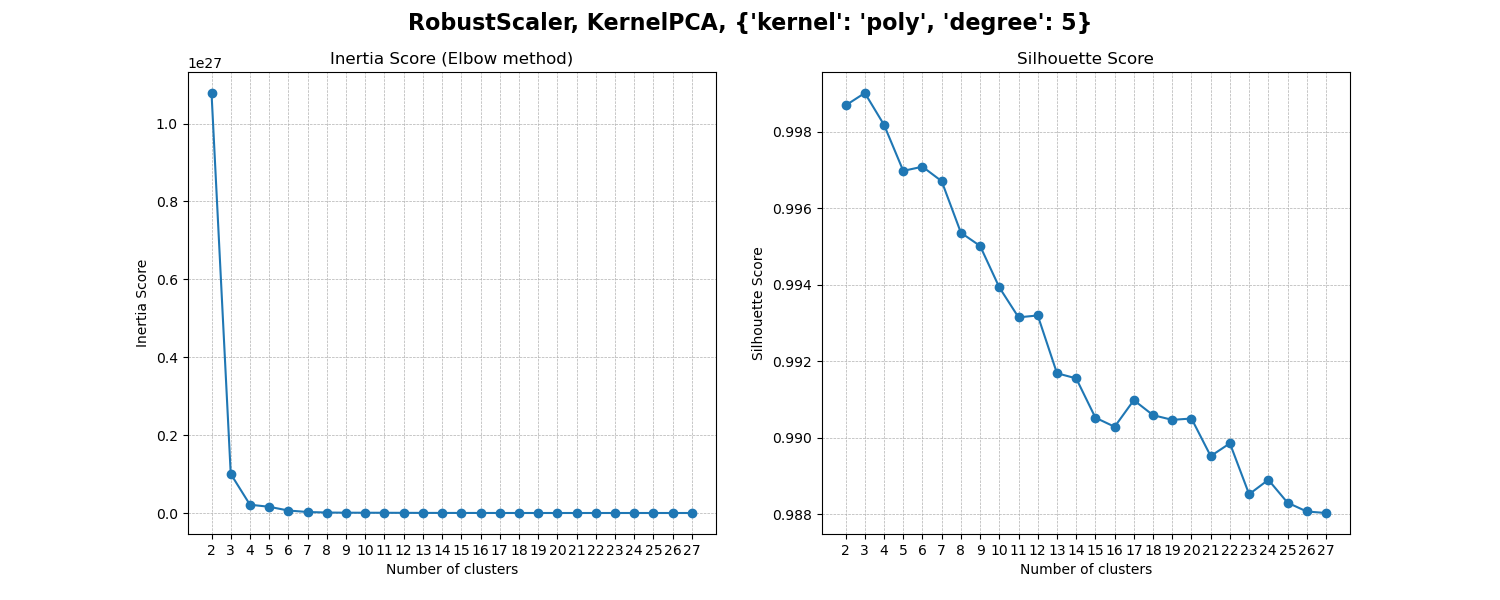 RobustScaler, KernelPCA, {'kernel': 'poly', 'degree': 5}
Inertia Score (Elbow method)
1e27
1.0
0.8
0.6
0.4
0.2
0.0
Inertia Score
2 3 4 5 6 7 8 9 10 11 12 13 14 15 16 17 18 19 20 21 22 23 24 25 26 27
Number of clusters
Silhouette Score
0.998
0.996
0.994
0.992
0.990
0.988
Silhouette Score
2 3 4 5 6 7 8 9 10 11 12 13 14 15 16 17 18 19 20 21 22 23 24 25 26 27
Number of clusters